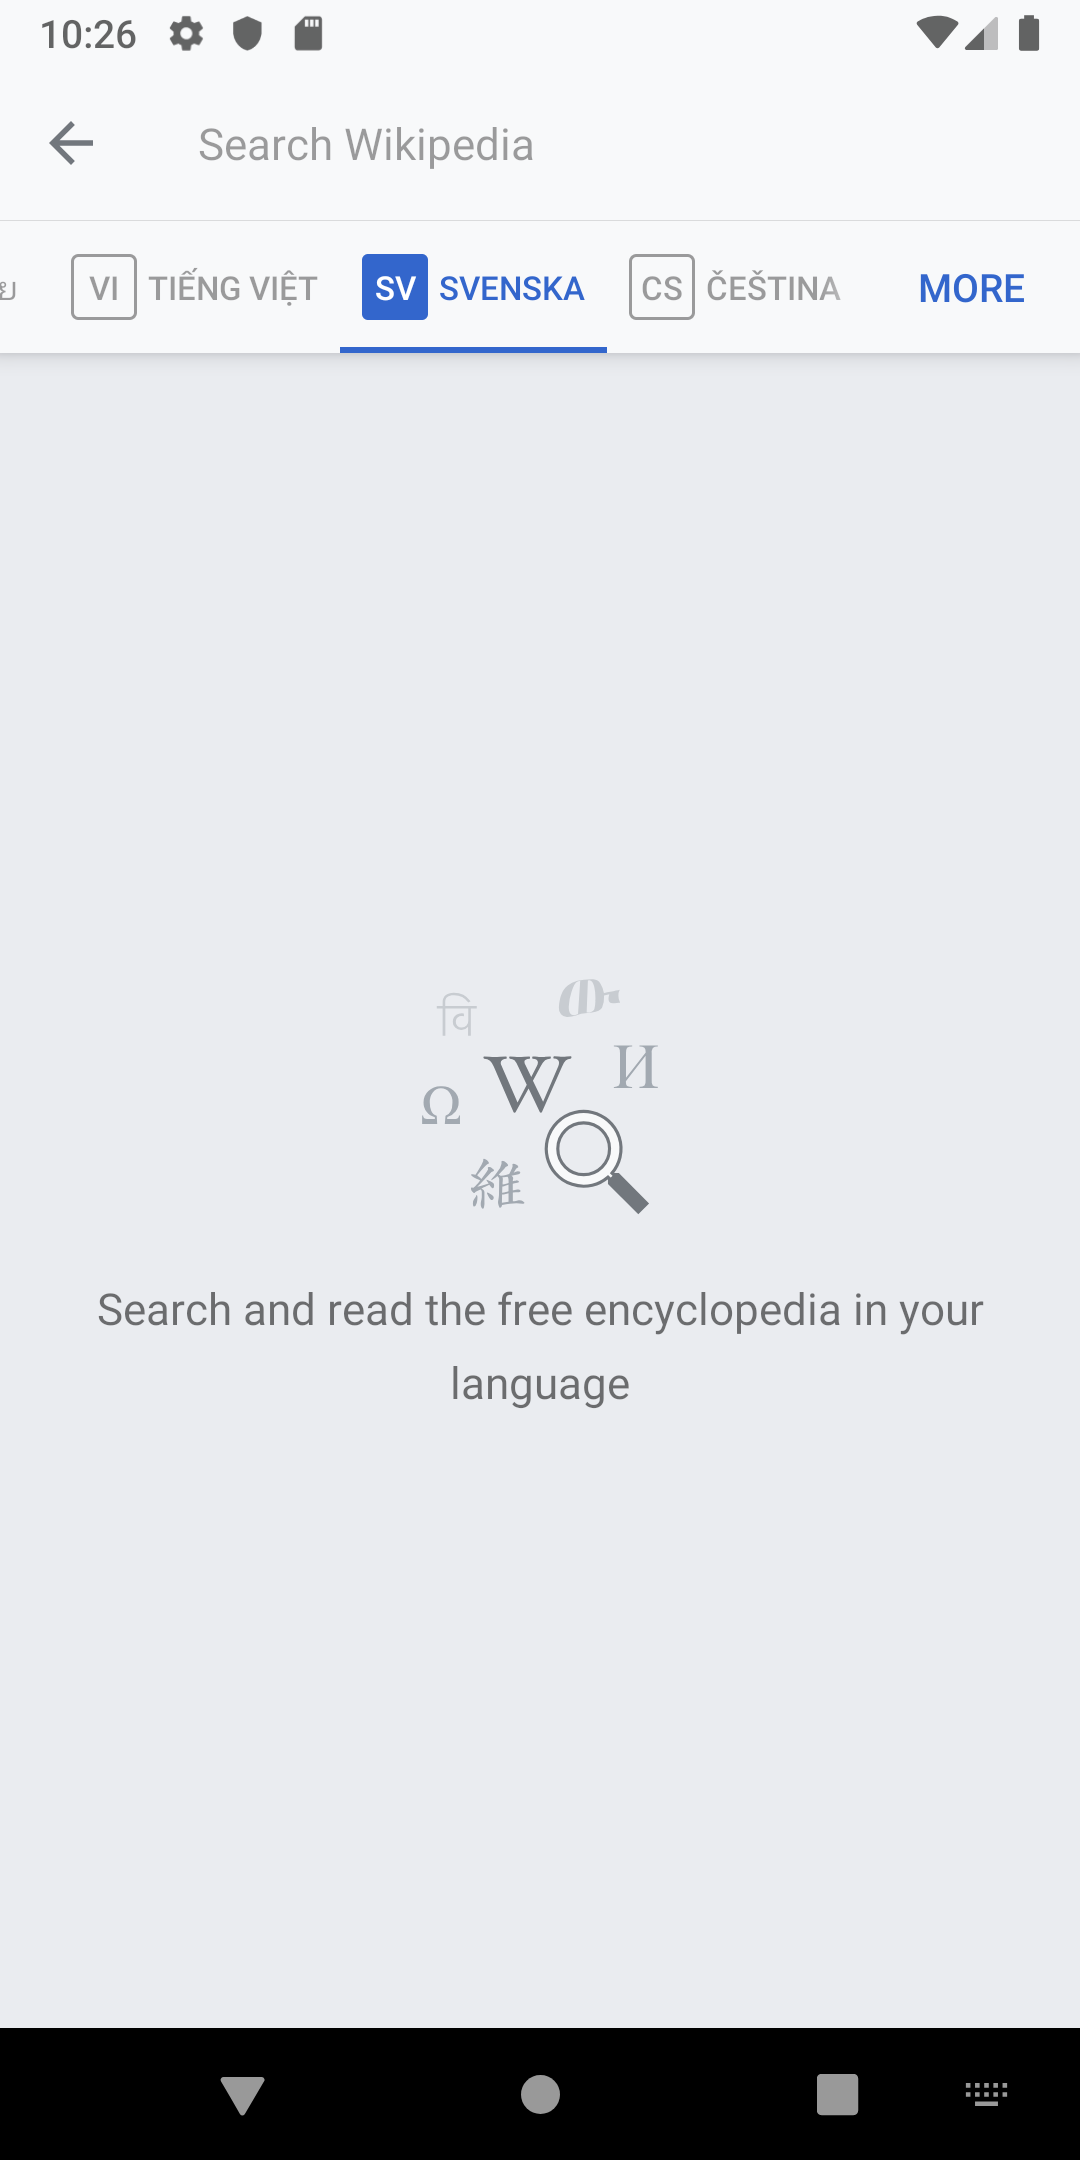 10:26
Search Wikipedia
VI TIẾNG VIỆT SV SVENSKA CS ČEŠTINA MORE
वि
W И
Ω
維
Search and read the free encyclopedia in your
language